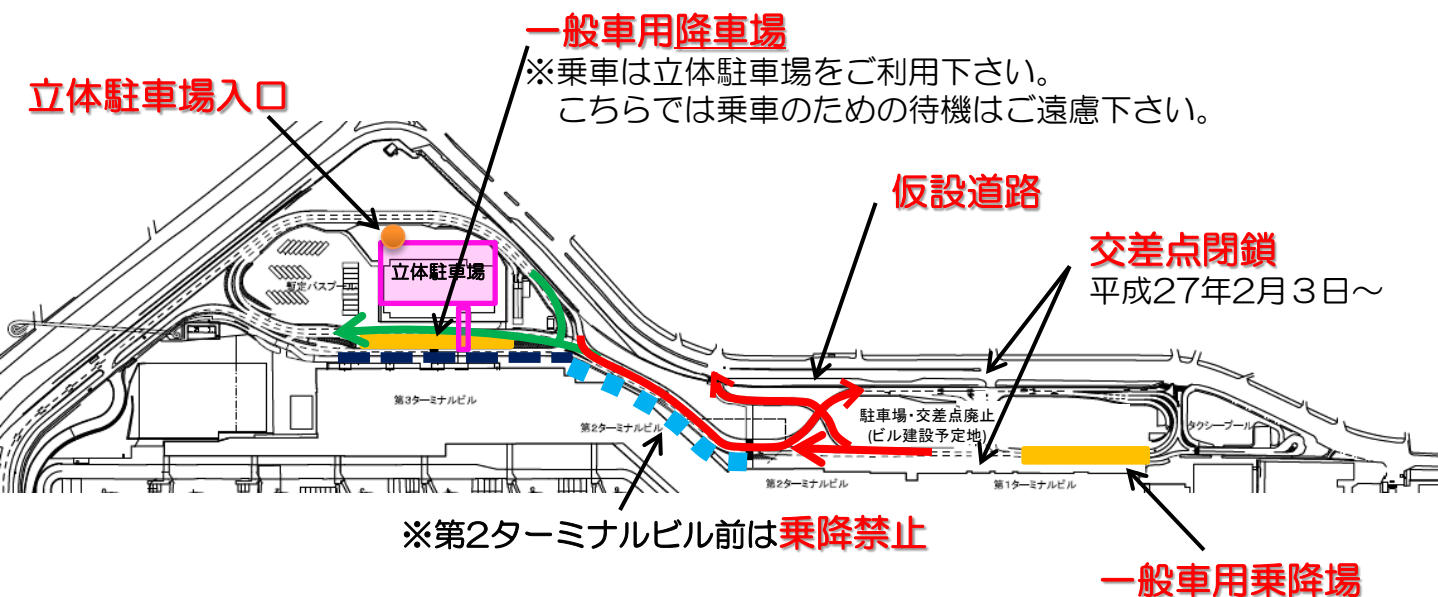 一般車用降車場
※乗車は立体駐車場をご利用下さい。
こちらでは乗車のための待機はご遠慮下さい。
立体駐車場入口
仮設道路
交差点閉鎖
平成27年2月3日～
立体駐車場
暫定バスプール
駐車場・交差点廃止
(ビル建設予定地)
タクシープール
第3ターミナルビル
第2ターミナルビル
第2ターミナルビル
第1ターミナルビル
※第2ターミナルビル前は乗降禁止
一般車用乗降場